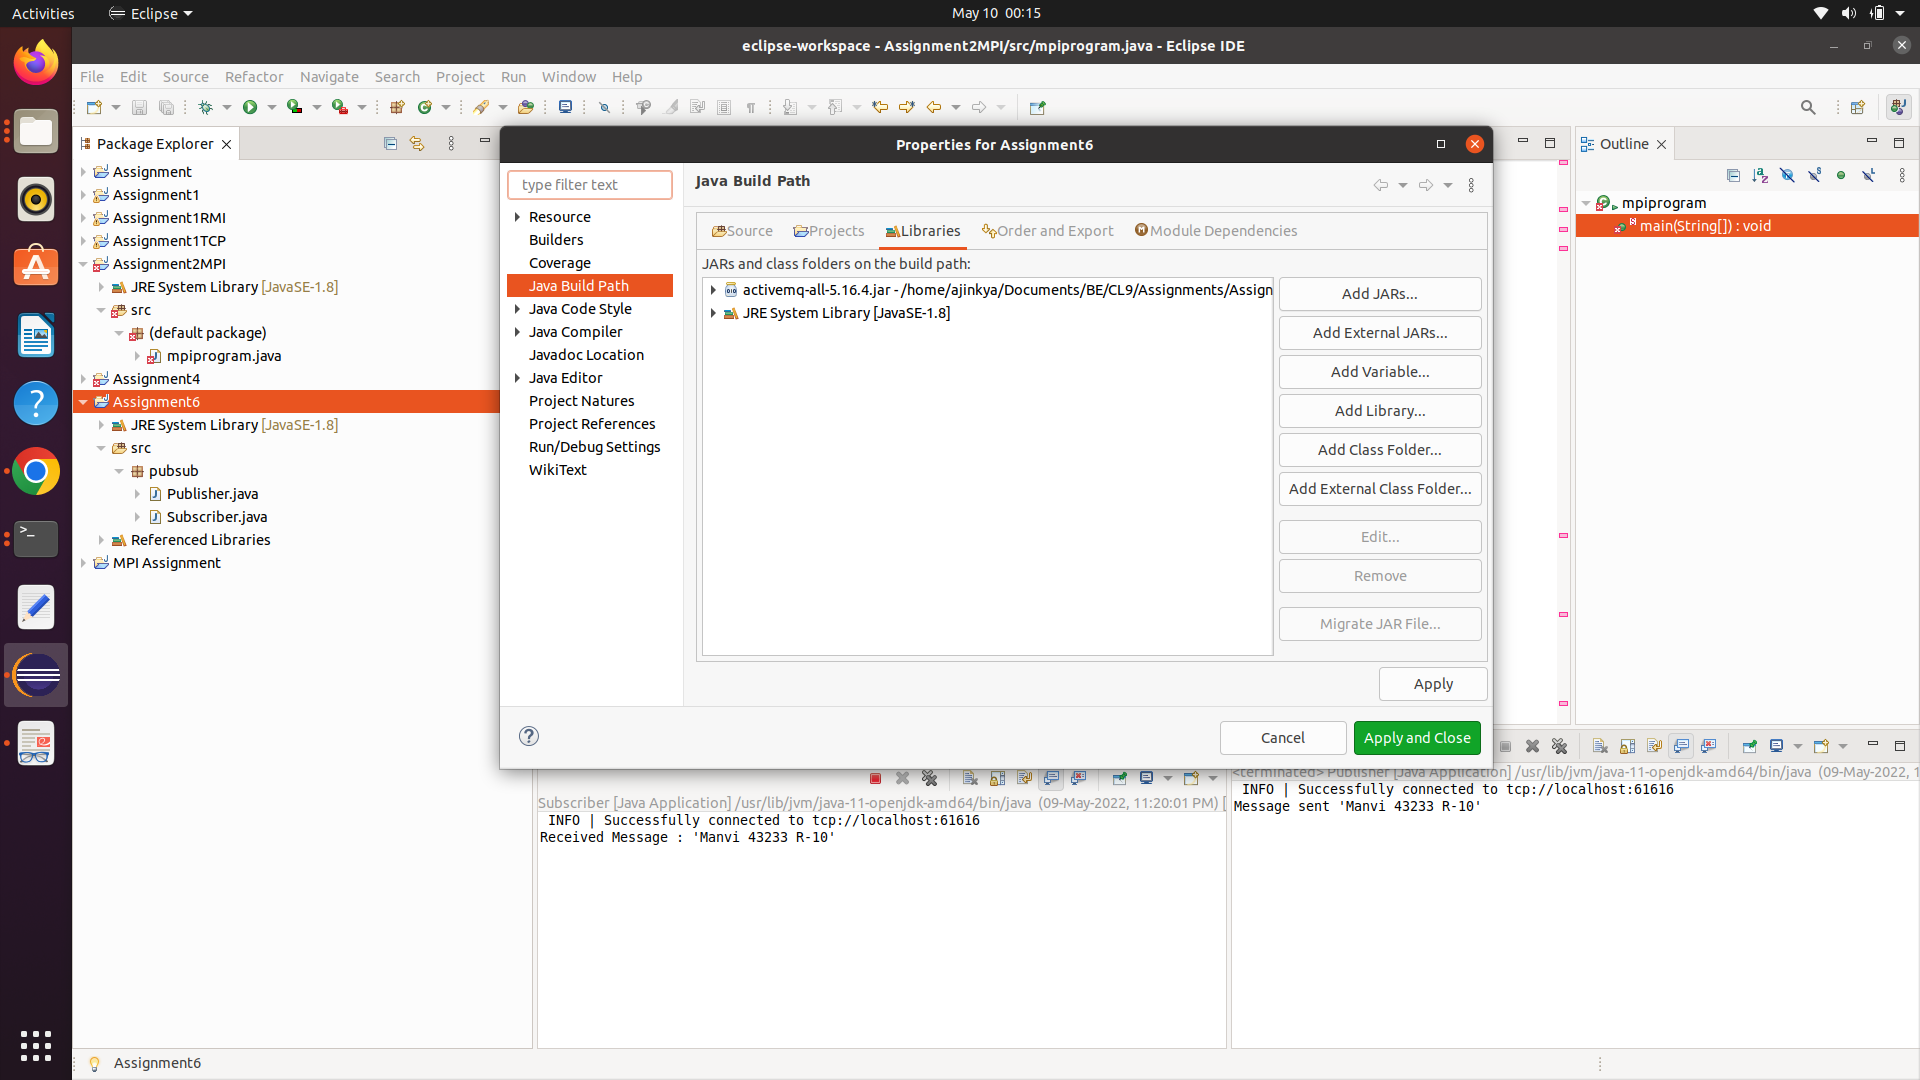 Activities
Eclipse
May 10 00:15
eclipse-workspace - Assignment2MPI/src/mpiprogram.java - Eclipse IDE
File Edit Source Refactor Navigate Search Project Run Window Help
Package Explorer
Assignment
Assignment1
Assignment1RMI
Assignment1TCP
Assignment2MPI
JRE System Library [JavaSE-1.8]
src
(default package)
mpiprogram.java
Assignment4
Assignment6
JRE System Library [JavaSE-1.8]
src
pubsub
Publisher.java
Subscriber.java
Referenced Libraries
MPI Assignment
Properties for Assignment6
type filter text
Resource
Builders
Coverage
Java Build Path
Java Code Style
Java Compiler
Javadoc Location
Java Editor
Project Natures
Project References
Run/Debug Settings
WikiText
Java Build Path
Source Projects Libraries Order and Export Module Dependencies
JARs and class folders on the build path:
activemq-all-5.16.4.jar - /home/ajinkya/Documents/BE/CL9/Assignments/Assign
JRE System Library [JavaSE-1.8]
Add JARs...
Add External JARs...
Add Variable...
Add Library...
Add Class Folder...
Add External Class Folder...
Edit...
Remove
Migrate JAR File...
Apply
Cancel
Apply and Close
Outline
mpiprogram
main(String[]) : void
Subscriber [Java Application] /usr/lib/jvm/java-11-openjdk-amd64/bin/java (09-May-2022, 11:20:01 PM) [
INFO | Successfully connected to tcp://localhost:61616
Received Message : 'Manvi 43233 R-10'
<terminated> Publisher [Java Application] /usr/lib/jvm/java-11-openjdk-amd64/bin/java (09-May-2022, 1
INFO | Successfully connected to tcp://localhost:61616
Message sent 'Manvi 43233 R-10'
Assignment6